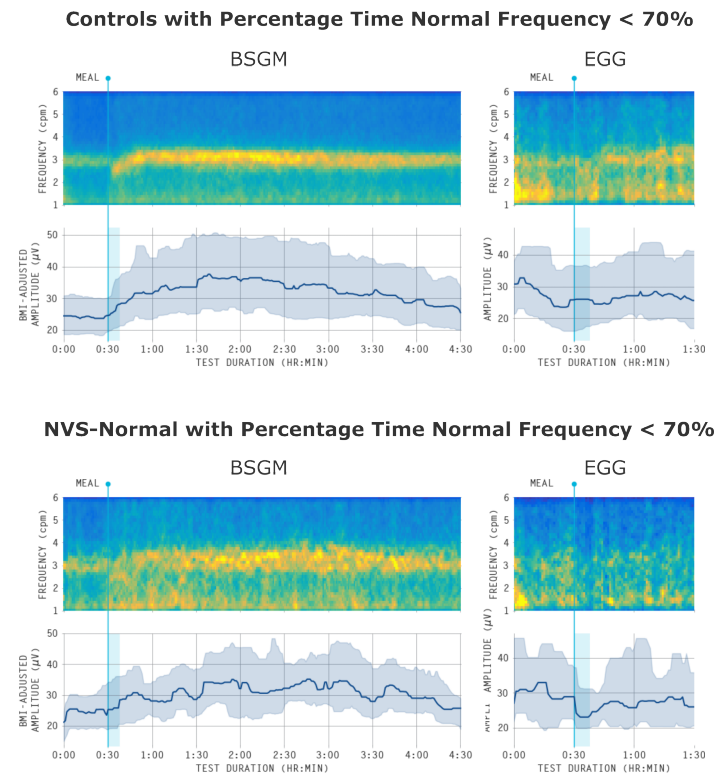 Controls with Percentage Time Normal Frequency < 70%
BSGM
EGG
MEAL
MEAL
6
5
4
3
2
1
FREQUENCY (cpm)
6
5
4
3
2
1
FREQUENCY (cpm)
50
40
30
20
BMI-ADJUSTED
AMPLITUDE (µV)
40
30
20
AMPLITUDE (µV)
0:00 0:30 1:00 1:30 2:00 2:30 3:00 3:30 4:00 4:30
TEST DURATION (HR:MIN)
0:00 0:30 1:00 1:30
TEST DURATION (HR:MIN)
NVS-Normal with Percentage Time Normal Frequency < 70%
BSGM
EGG
MEAL
MEAL
6
5
4
3
2
1
FREQUENCY (cpm)
6
5
4
3
2
1
FREQUENCY (cpm)
50
40
30
20
BMI-ADJUSTED
AMPLITUDE (µV)
40
30
20
AMPLITUDE (µV)
0:00 0:30 1:00 1:30 2:00 2:30 3:00 3:30 4:00 4:30
TEST DURATION (HR:MIN)
0:00 0:30 1:00 1:30
TEST DURATION (HR:MIN)